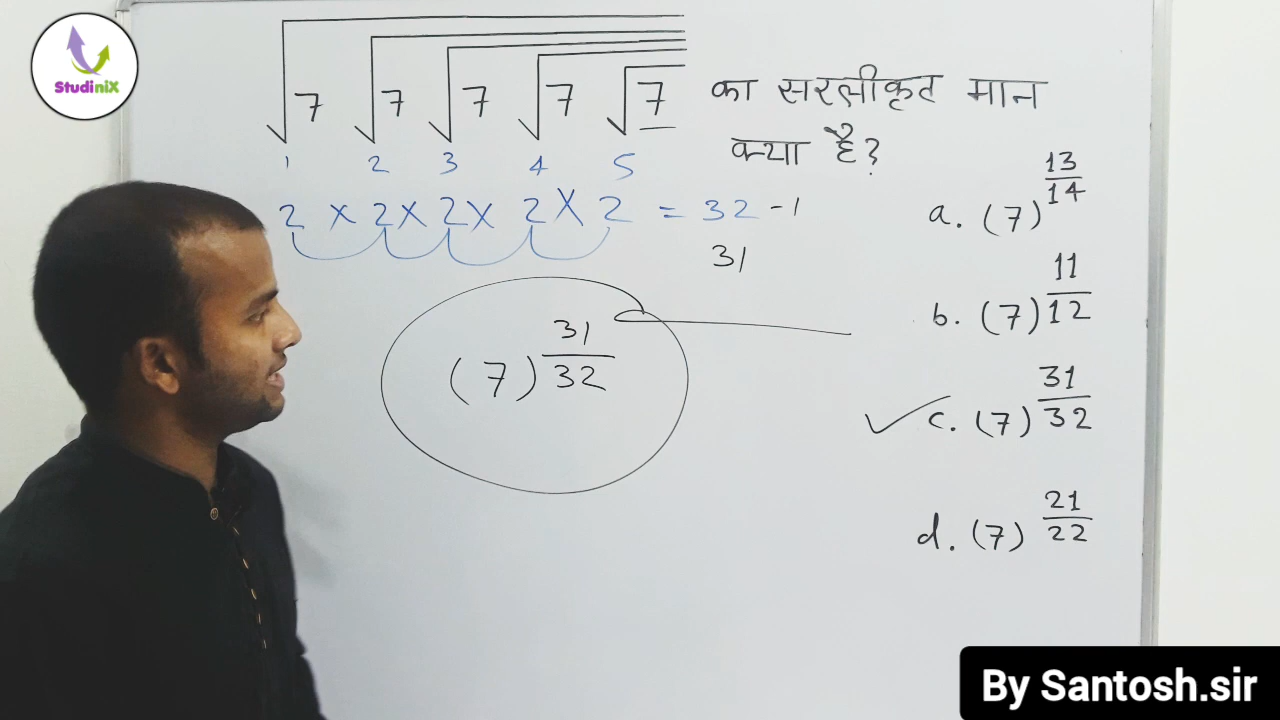 StudiniX
√7√7√7√7√7 का सरलीकृत मान
क्या है?
1 2 3 4 5
2 × 2 × 2 × 2 × 2 = 32 -1
31
(7)^31/32
a. (7)^13/14
b. (7)^11/12
c. (7)^31/32
d. (7)^21/22
By Santosh.sir